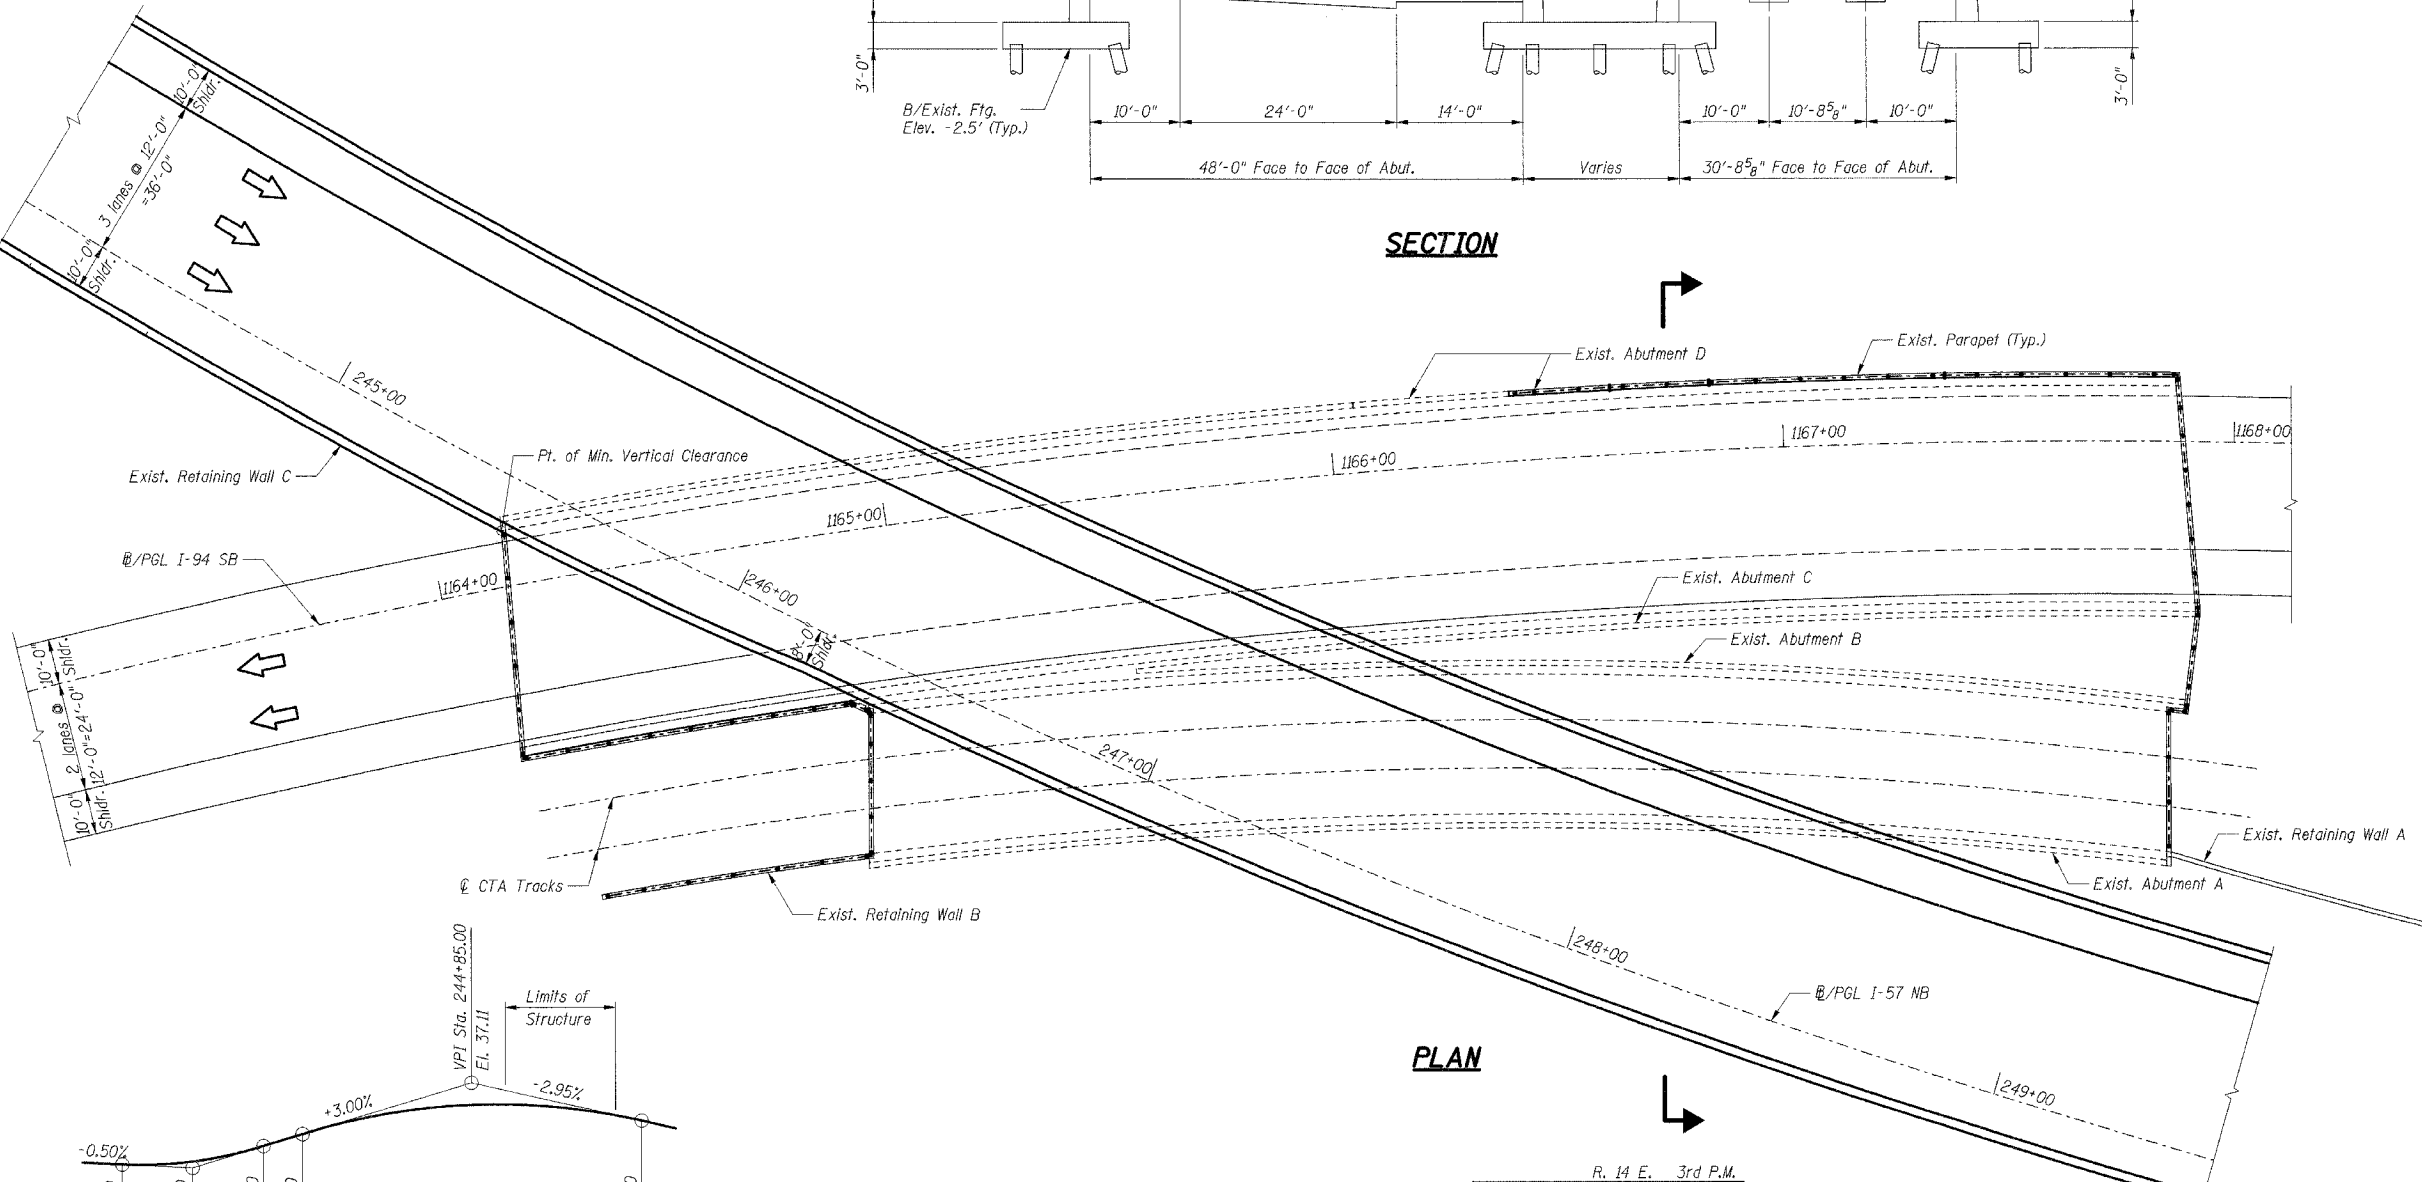 3'-0"
B/Exist. Ftg.
Elev. -2.5' (Typ.)
10'-0"
24'-0"
14'-0"
10'-0"
10'-8⅝"
10'-0"
3'-0"
48'-0" Face to Face of Abut.
Varies
30'-8⅝" Face to Face of Abut.
SECTION
10'-0"
Shldr.
3 lanes @ 12'-0"
=36'-0"
10'-0"
Shldr.
245+00
Exist. Abutment D
Exist. Parapet (Typ.)
1167+00
1168+00
1166+00
Pt. of Min. Vertical Clearance
Exist. Retaining Wall C
1165+00
℄/PGL I-94 SB
1164+00
246+00
Exist. Abutment C
8'-0"
Shldr.
Exist. Abutment B
10'-0"
Shldr.
2 lanes @
12'-0"=24'-0"
10'-0"
Shldr.
247+00
Exist. Retaining Wall A
℄ CTA Tracks
Exist. Abutment A
Exist. Retaining Wall B
248+00
VPI Sta. 244+85.00
El. 37.11
Limits of
Structure
℄/PGL I-57 NB
PLAN
249+00
-2.95%
+3.00%
-0.50%
R. 14 E. 3rd P.M.